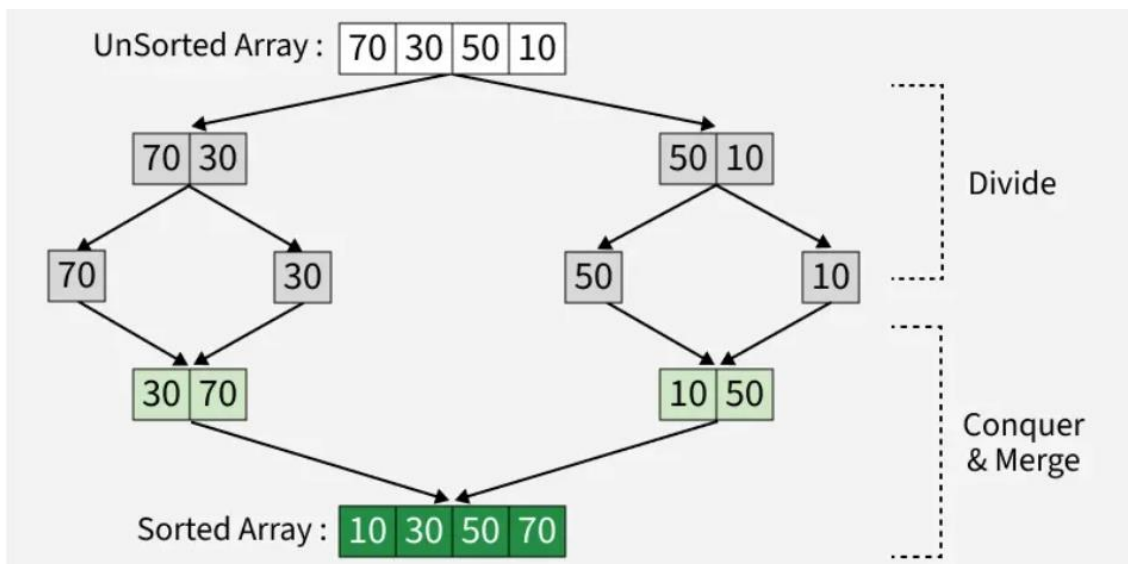 UnSorted Array : 70 30 50 10
70 30
50 10
Divide
70
30
50
10
30 70
10 50
Conquer
& Merge
Sorted Array : 10 30 50 70